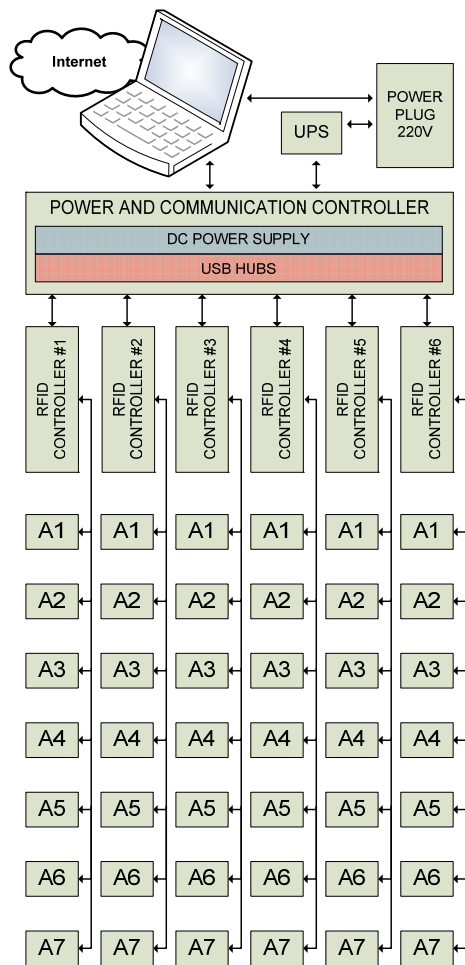 Internet
POWER
PLUG
220V
UPS
POWER AND COMMUNICATION CONTROLLER
DC POWER SUPPLY
USB HUBS
RFID
CONTROLLER #1
RFID
CONTROLLER #2
RFID
CONTROLLER #3
RFID
CONTROLLER #4
RFID
CONTROLLER #5
RFID
CONTROLLER #6
A1 A1 A1 A1 A1 A1
A2 A2 A2 A2 A2 A2
A3 A3 A3 A3 A3 A3
A4 A4 A4 A4 A4 A4
A5 A5 A5 A5 A5 A5
A6 A6 A6 A6 A6 A6
A7 A7 A7 A7 A7 A7